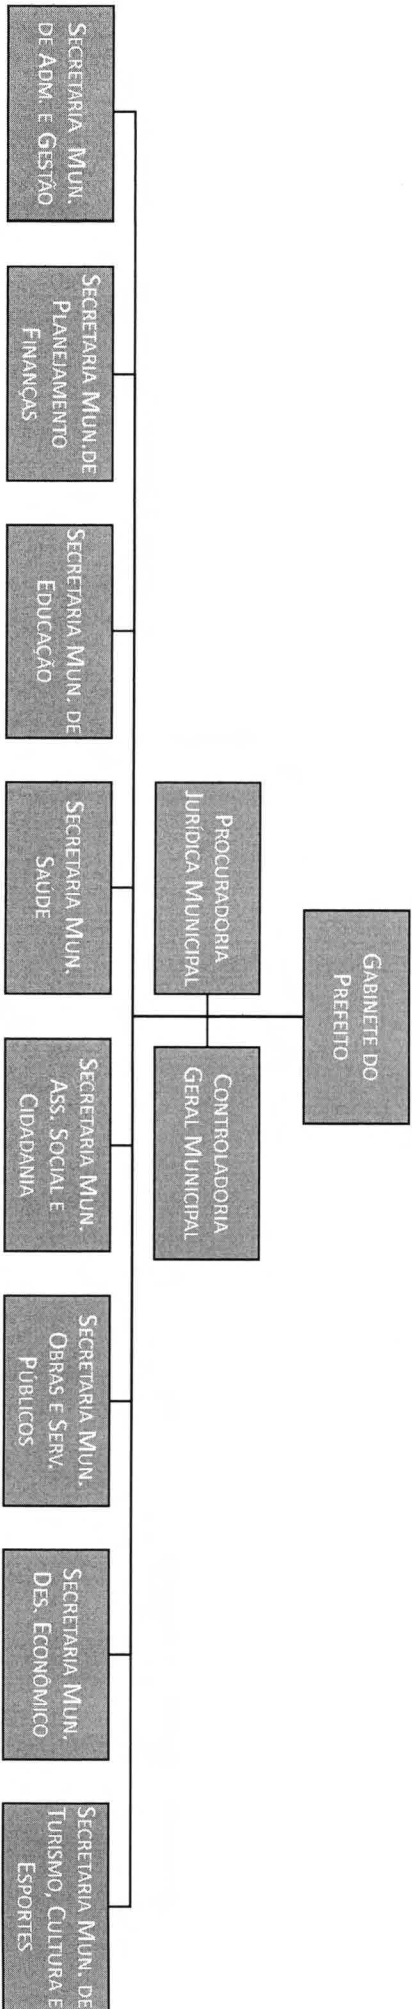 GABINETE DO
PREFEITO
PROCURADORIA
JURÍDICA MUNICIPAL
CONTROLADORIA
GERAL MUNICIPAL
SECRETARIA MUN.
DE ADM. E GESTÃO
SECRETARIA MUN.DE
PLANEJAMENTO
FINANÇAS
SECRETARIA MUN. DE
EDUCAÇÃO
SECRETARIA MUN.
SAÚDE
SECRETARIA MUN.
ASS. SOCIAL E
CIDADANIA
SECRETARIA MUN.
OBRAS E SERV.
PÚBLICOS
SECRETARIA MUN.
DES. ECONÔMICO
SECRETARIA MUN. DE
TURISMO, CULTURA E
ESPORTES